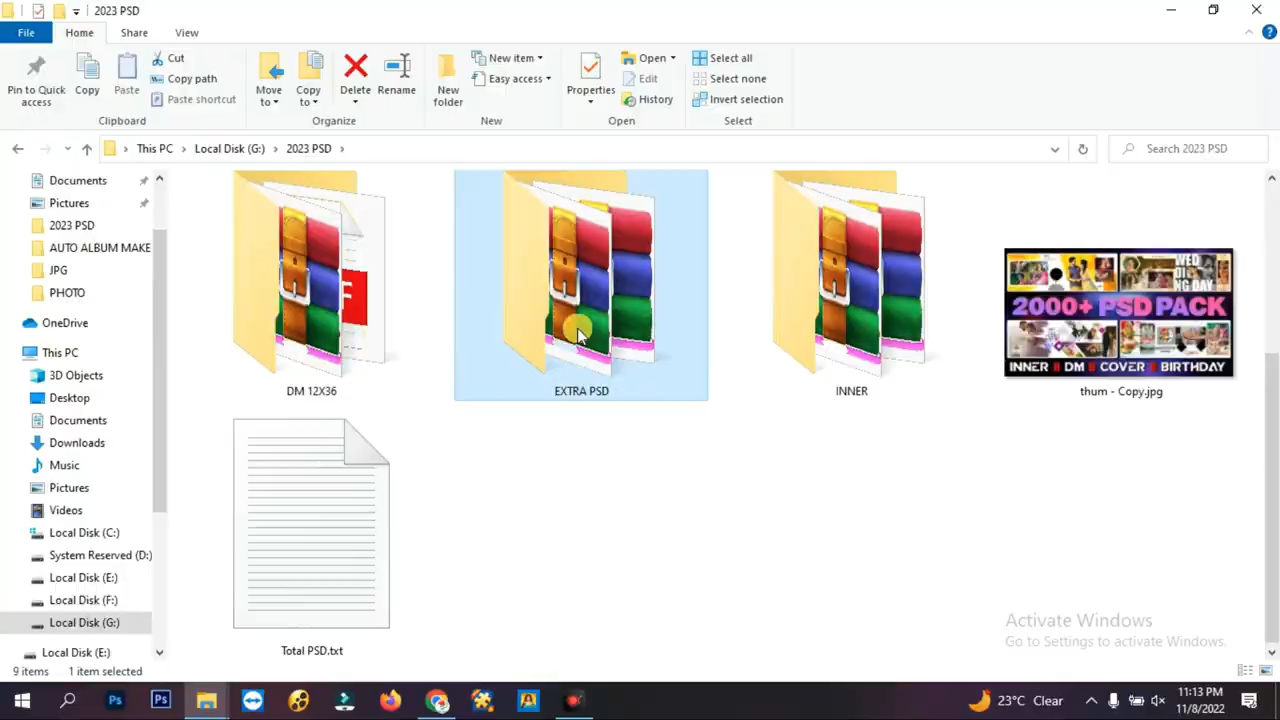 2023 PSD
File
Home
Share
View
Pin to Quick access
Copy
Paste
Cut
Copy path
Paste shortcut
Clipboard
Move to
Copy to
Delete
Rename
Organize
New folder
New item
Easy access
New
Properties
Open
Edit
History
Open
Select all
Select none
Invert selection
Select
This PC
Local Disk (G:)
2023 PSD
Search 2023 PSD
Documents
Pictures
2023 PSD
AUTO ALBUM MAKE
JPG
PHOTO
OneDrive
This PC
3D Objects
Desktop
Documents
Downloads
Music
Pictures
Videos
Local Disk (C:)
System Reserved (D:)
Local Disk (E:)
Local Disk (F:)
Local Disk (G:)
Local Disk (E:)
DM 12X36
EXTRA PSD
INNER
WED
DI
NG DAY
2000+ PSD PACK
INNER || DM || COVER || BIRTHDAY
thum - Copy.jpg
Total PSD.txt
Activate Windows
Go to Settings to activate Windows.
9 items
1 item selected
Ps
Ps
23°C Clear
11:13 PM
11/8/2022